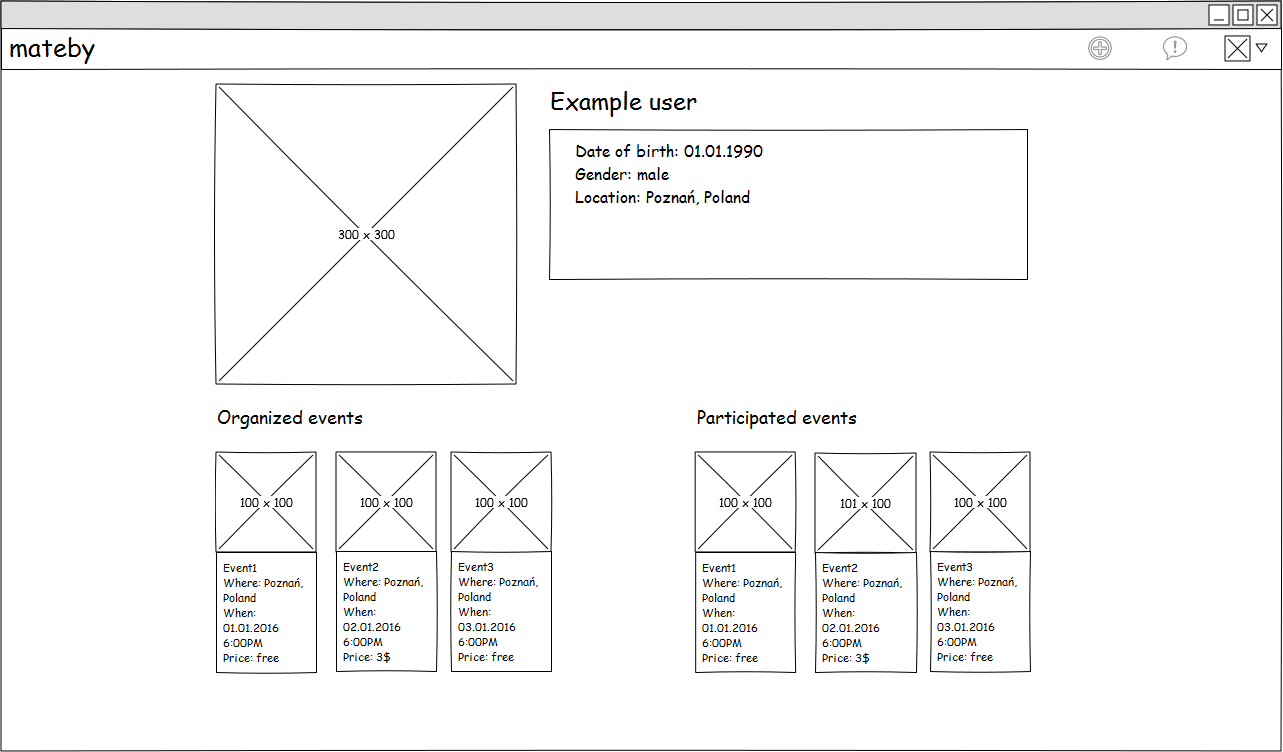 mateby
Example user
Date of birth: 01.01.1990
Gender: male
Location: Poznań, Poland
300 x 300
Organized events
100 x 100
100 x 100
100 x 100
Event1
Where: Poznań,
Poland
When:
01.01.2016
6:00PM
Price: free
Event2
Where: Poznań,
Poland
When:
02.01.2016
6:00PM
Price: 3$
Event3
Where: Poznań,
Poland
When:
03.01.2016
6:00PM
Price: free
Participated events
100 x 100
101 x 100
100 x 100
Event1
Where: Poznań,
Poland
When:
01.01.2016
6:00PM
Price: free
Event2
Where: Poznań,
Poland
When:
02.01.2016
6:00PM
Price: 3$
Event3
Where: Poznań,
Poland
When:
03.01.2016
6:00PM
Price: free